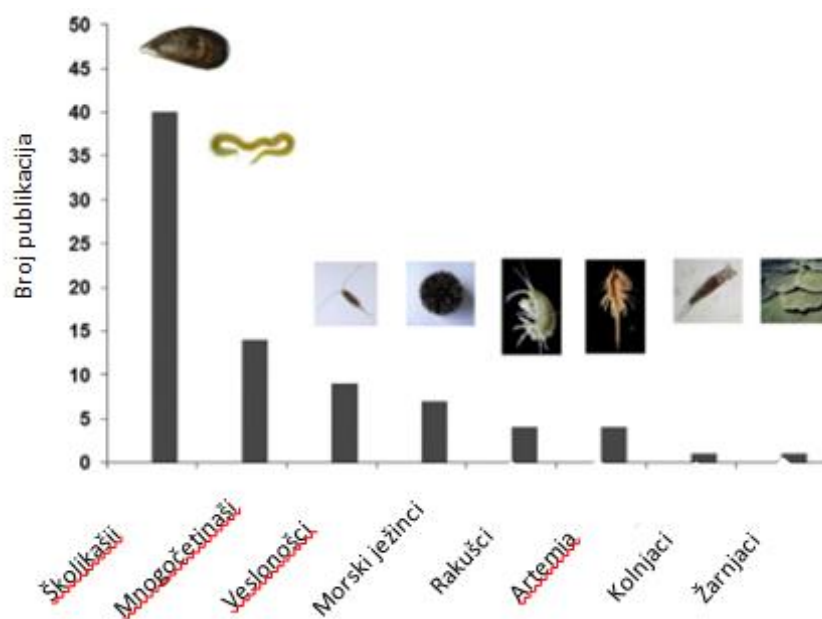 50
45
40
35
30
25
20
15
10
5
0
Broj publikacija
Školjkašii
Mnogočetinaši
Veslonošci
Morski ježinci
Rakušci
Artemia
Kolnjaci
Žarnjaci